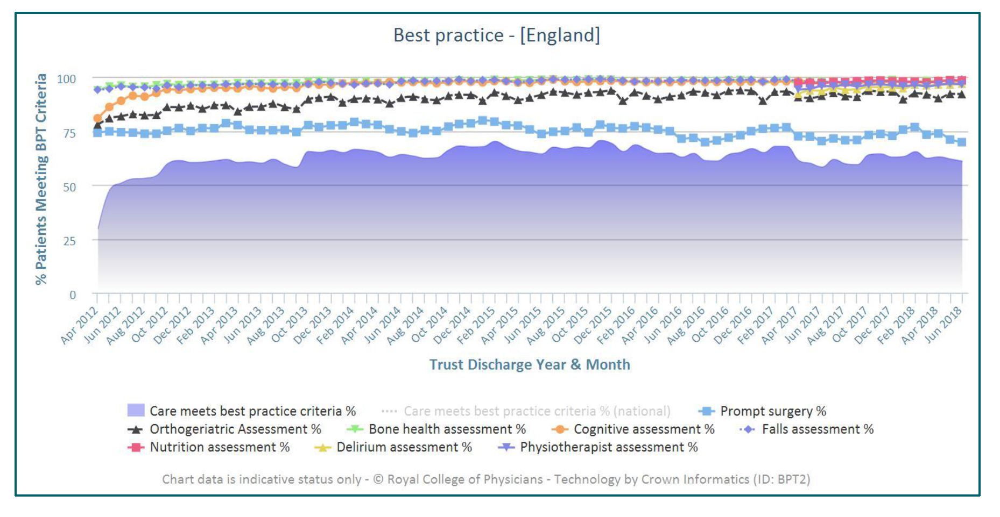 Best practice - [England]
% Patients Meeting BPT Criteria
100
75
50
25
0
Apr 2012
Jun 2012
Aug 2012
Oct 2012
Dec 2012
Feb 2013
Apr 2013
Jun 2013
Aug 2013
Oct 2013
Dec 2013
Feb 2014
Apr 2014
Jun 2014
Aug 2014
Oct 2014
Dec 2014
Feb 2015
Apr 2015
Jun 2015
Aug 2015
Oct 2015
Dec 2015
Feb 2016
Apr 2016
Jun 2016
Aug 2016
Oct 2016
Dec 2016
Feb 2017
Apr 2017
Jun 2017
Aug 2017
Oct 2017
Dec 2017
Feb 2018
Apr 2018
Jun 2018
Trust Discharge Year & Month
Care meets best practice criteria % Care meets best practice criteria % (national) Prompt surgery %
Orthogeriatric Assessment % Bone health assessment % Cognitive assessment % Falls assessment %
Nutrition assessment % Delirium assessment % Physiotherapist assessment %
Chart data is indicative status only - © Royal College of Physicians - Technology by Crown Informatics (ID: BPT2)